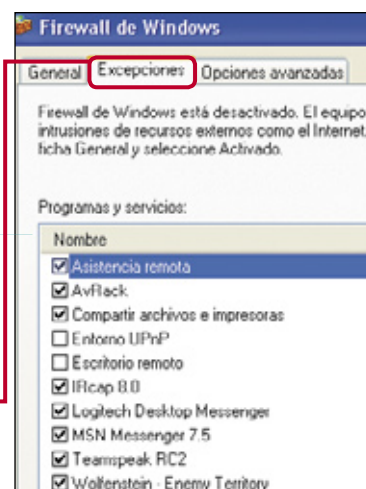 Firewall de Windows
General Excepciones Opciones avanzadas
Firewall de Windows está desactivado. El equipo
intrusiones de recursos externos como el Internet,
ficha General y seleccione Activado.
Programas y servicios:
Nombre
Asistencia remota
AvRack
Compartir archivos e impresoras
Entorno UPnP
Escritorio remoto
IRcap 8.0
Logitech Desktop Messenger
MSN Messenger 7.5
Teamspeak RC2
Wolfenstein - Enemy Territory